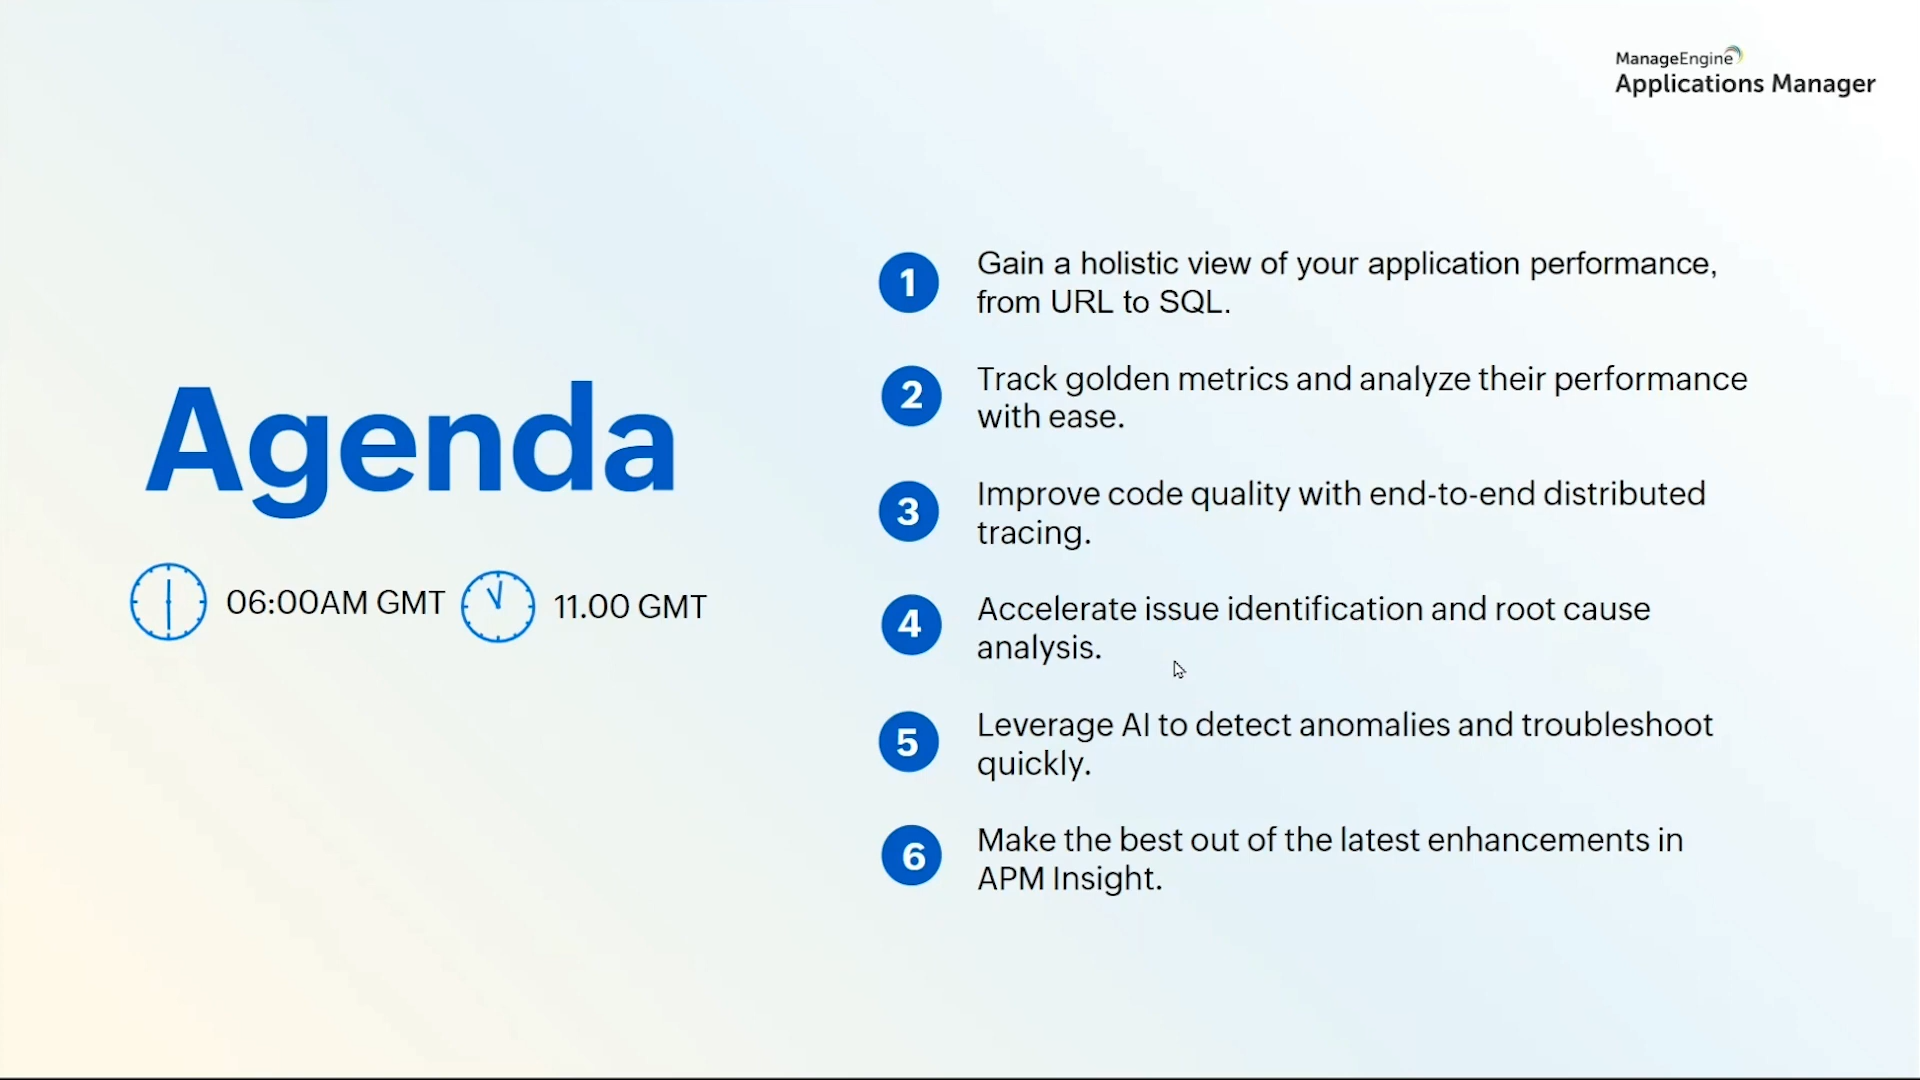 ManageEngine
Applications Manager
Agenda
06:00AM GMT
11.00 GMT
1
Gain a holistic view of your application performance,
from URL to SQL.
2
Track golden metrics and analyze their performance
with ease.
3
Improve code quality with end-to-end distributed
tracing.
4
Accelerate issue identification and root cause
analysis.
5
Leverage AI to detect anomalies and troubleshoot
quickly.
6
Make the best out of the latest enhancements in
APM Insight.